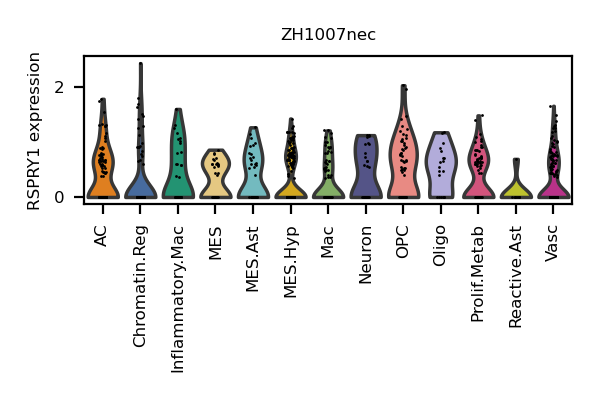 ZH1007nec
RSPRY1 expression
2
0
AC
Chromatin.Reg
Inflammatory.Mac
MES
MES.Ast
MES.Hyp
Mac
Neuron
OPC
Oligo
Prolif.Metab
Reactive.Ast
Vasc